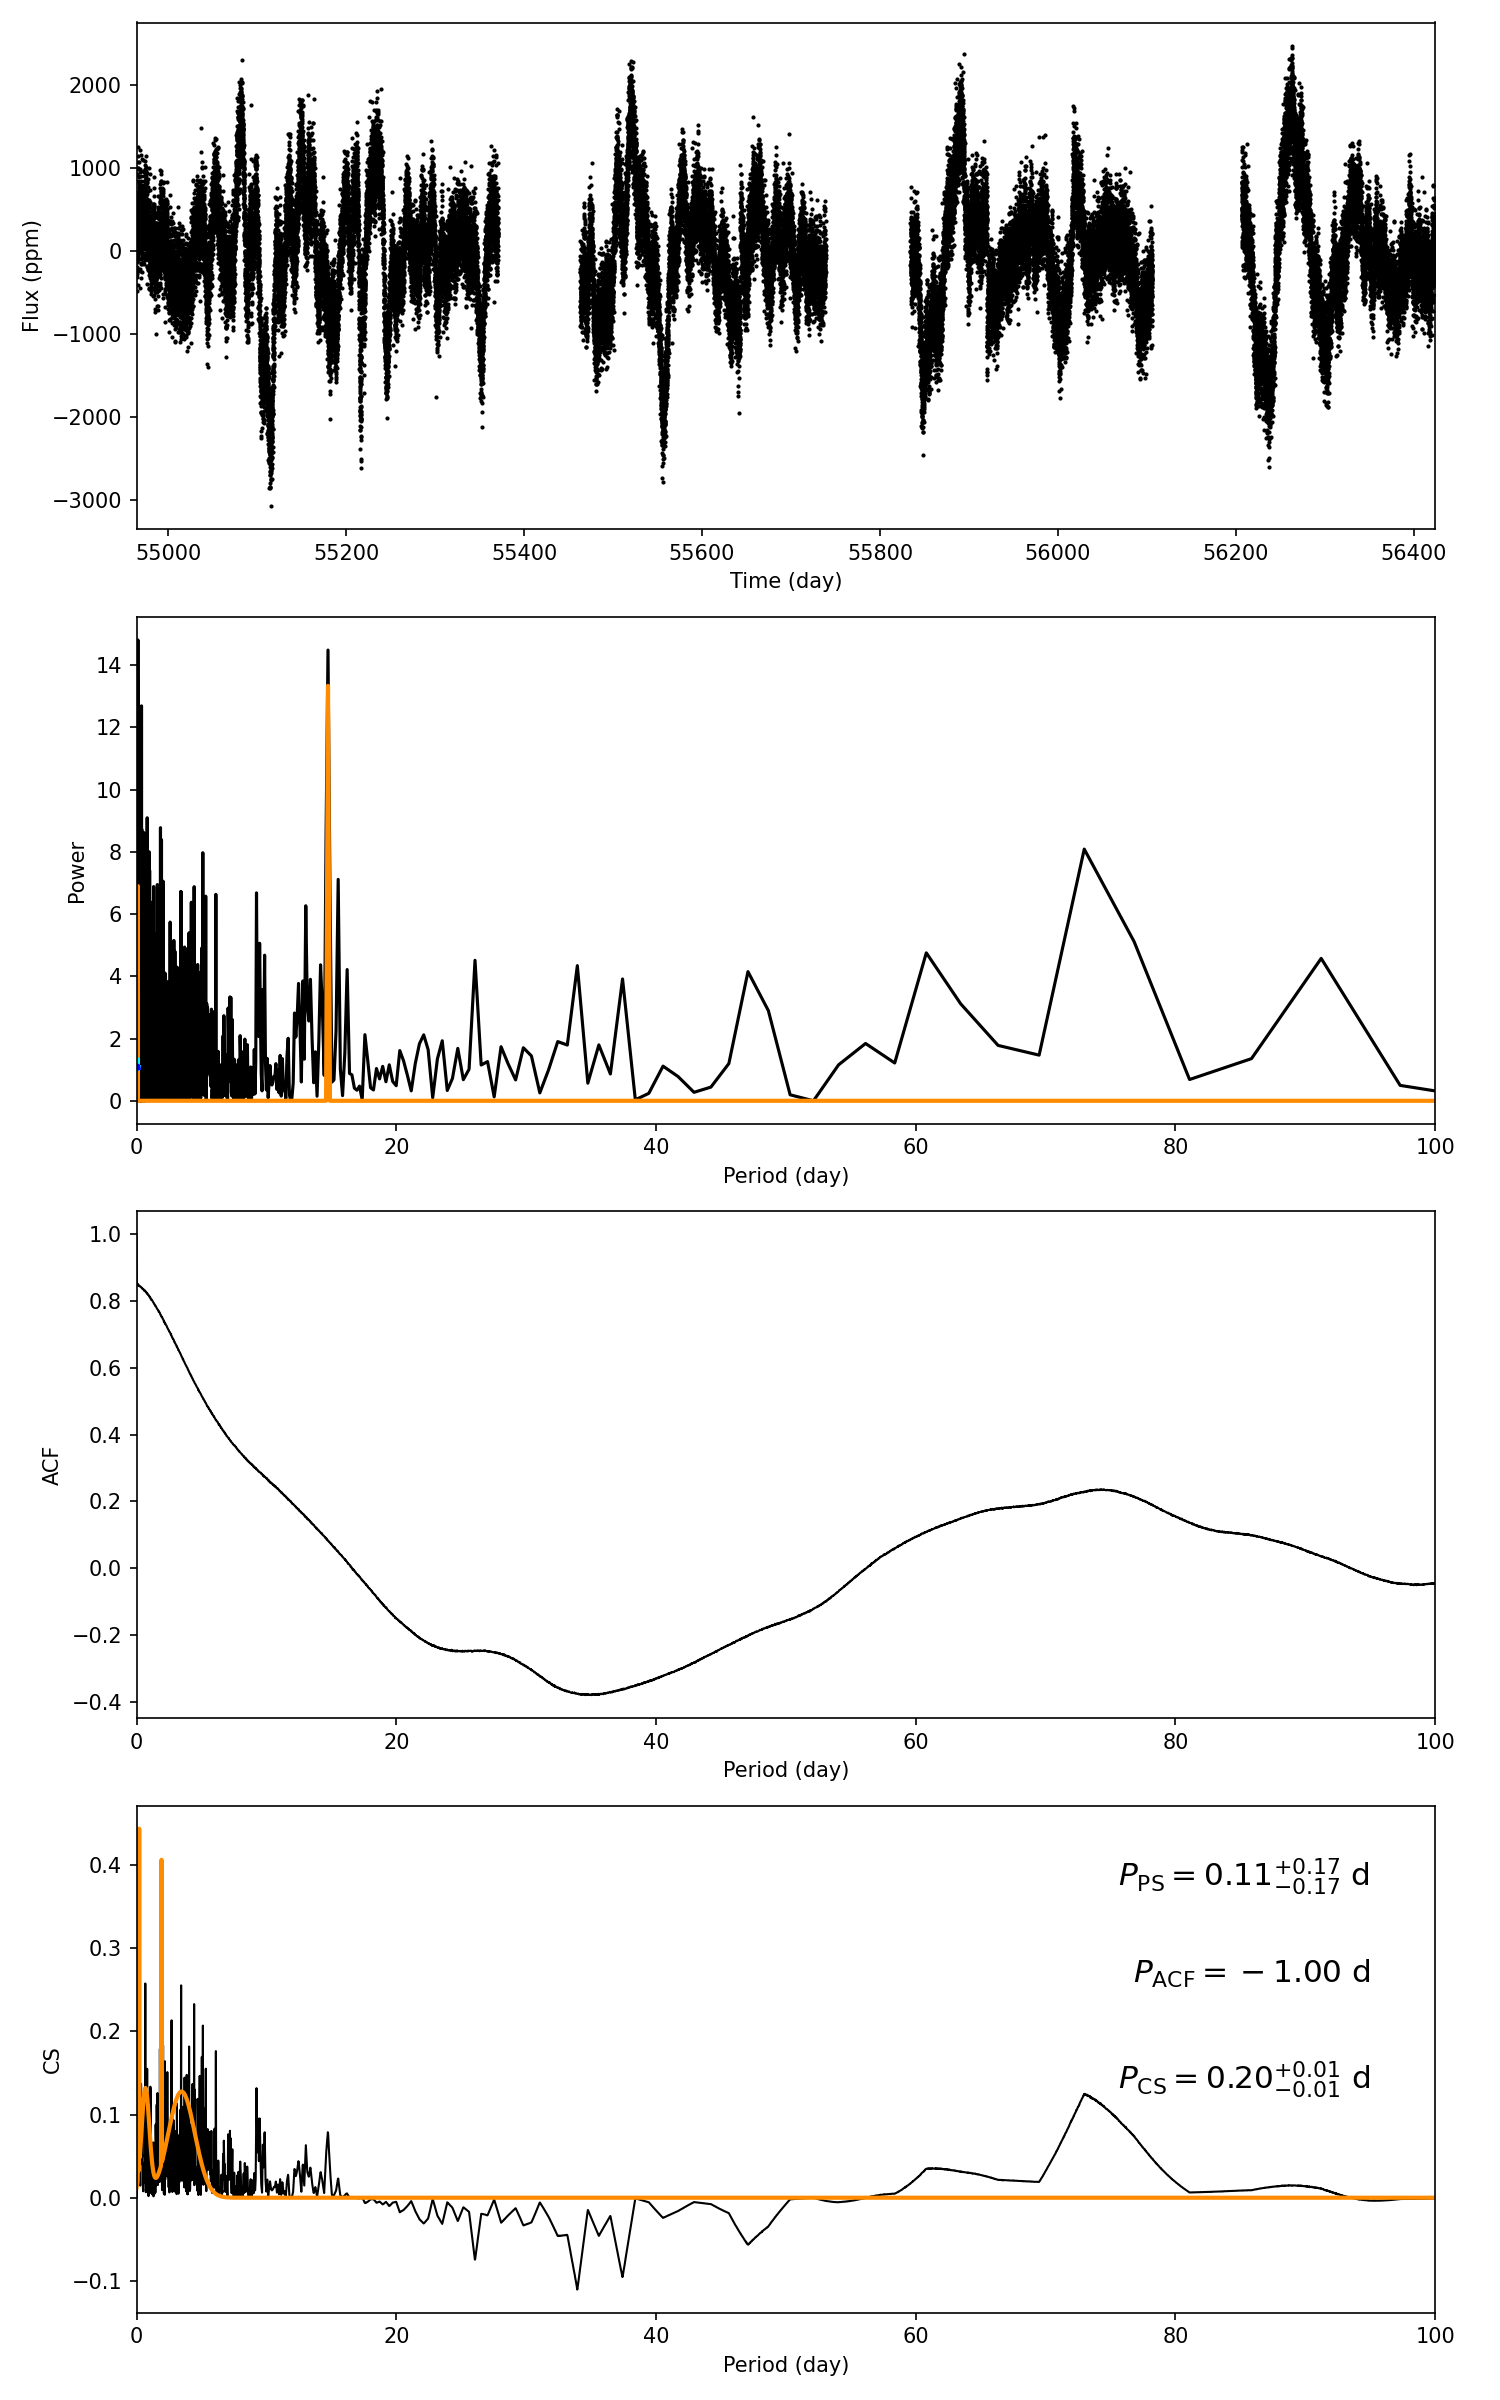 2000
1000
0
−1000
−2000
−3000
Flux (ppm)
55000 55200 55400 55600 55800 56000 56200 56400
Time (day)
14
12
10
8
6
4
2
0
Power
0 20 40 60 80 100
Period (day)
1.0
0.8
0.6
0.4
0.2
0.0
−0.2
−0.4
ACF
0 20 40 60 80 100
Period (day)
0.4
0.3
0.2
0.1
0.0
−0.1
CS
P_PS = 0.11^{+0.17}_{−0.17} d
P_ACF = −1.00 d
P_CS = 0.20^{+0.01}_{−0.01} d
0 20 40 60 80 100
Period (day)